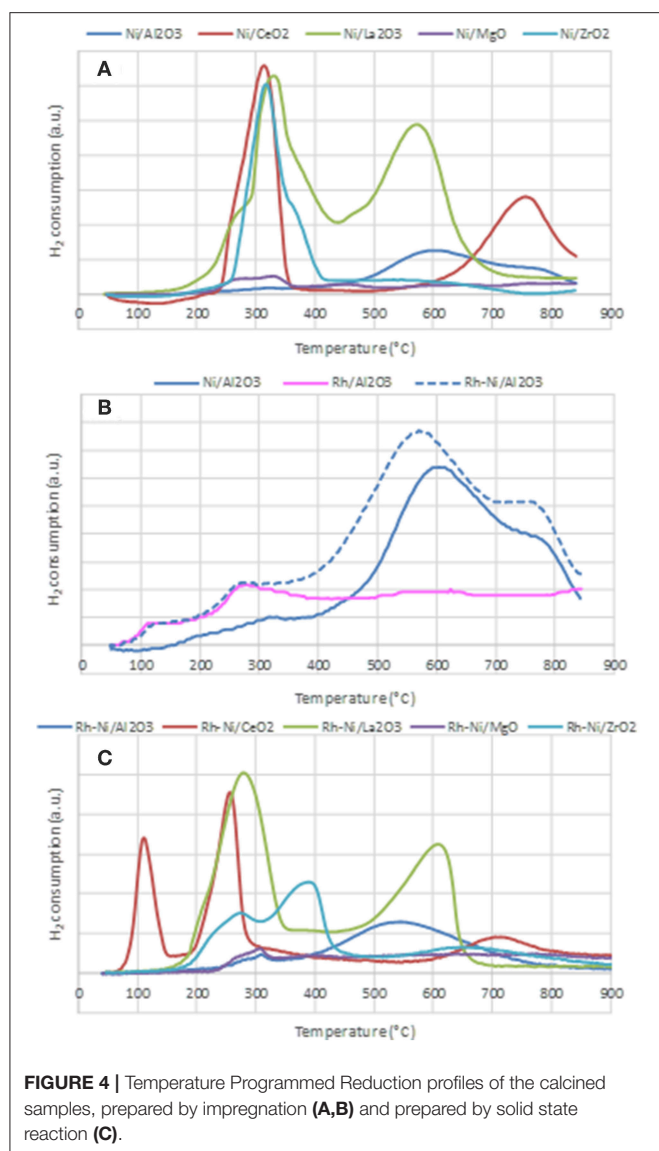 Ni/Al2O3 Ni/CeO2 Ni/La2O3 Ni/MgO Ni/ZrO2
A
H2 consumption (a.u.)
0 100 200 300 400 500 600 700 800 900
Temperature (°C)
Ni/Al2O3 Rh/Al2O3 Rh-Ni/Al2O3
B
H2 consumption (a.u.)
0 100 200 300 400 500 600 700 800 900
Temperature (°C)
Rh-Ni/Al2O3 Rh-Ni/CeO2 Rh-Ni/La2O3 Rh-Ni/MgO Rh-Ni/ZrO2
C
H2 consumption (a.u.)
0 100 200 300 400 500 600 700 800 900
Temperature (°C)
FIGURE 4 | Temperature Programmed Reduction profiles of the calcined
samples, prepared by impregnation (A,B) and prepared by solid state
reaction (C).